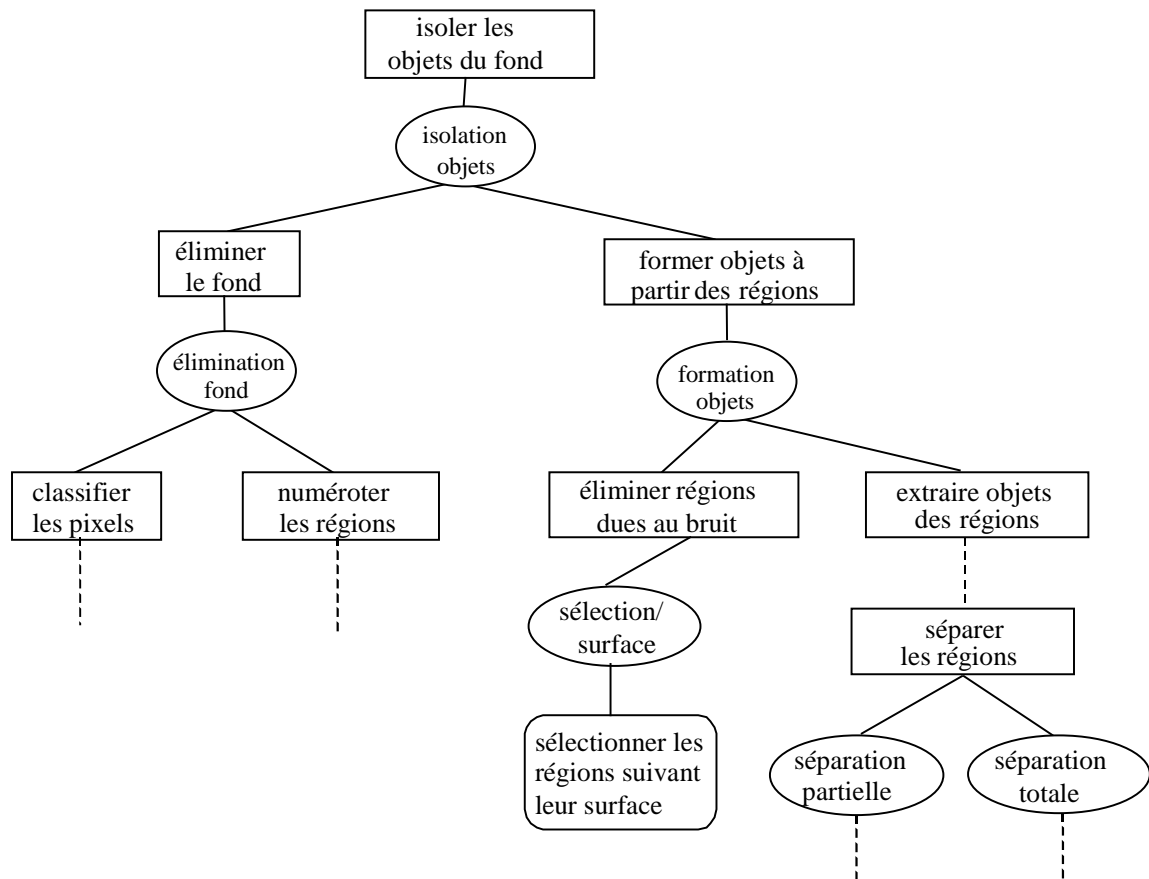 isoler les
objets du fond
isolation
objets
éliminer
le fond
former objets à
partir des régions
élimination
fond
formation
objets
classifier
les pixels
numéroter
les régions
éliminer régions
dues au bruit
extraire objets
des régions
sélection/
surface
séparer
les régions
sélectionner les
régions suivant
leur surface
séparation
partielle
séparation
totale